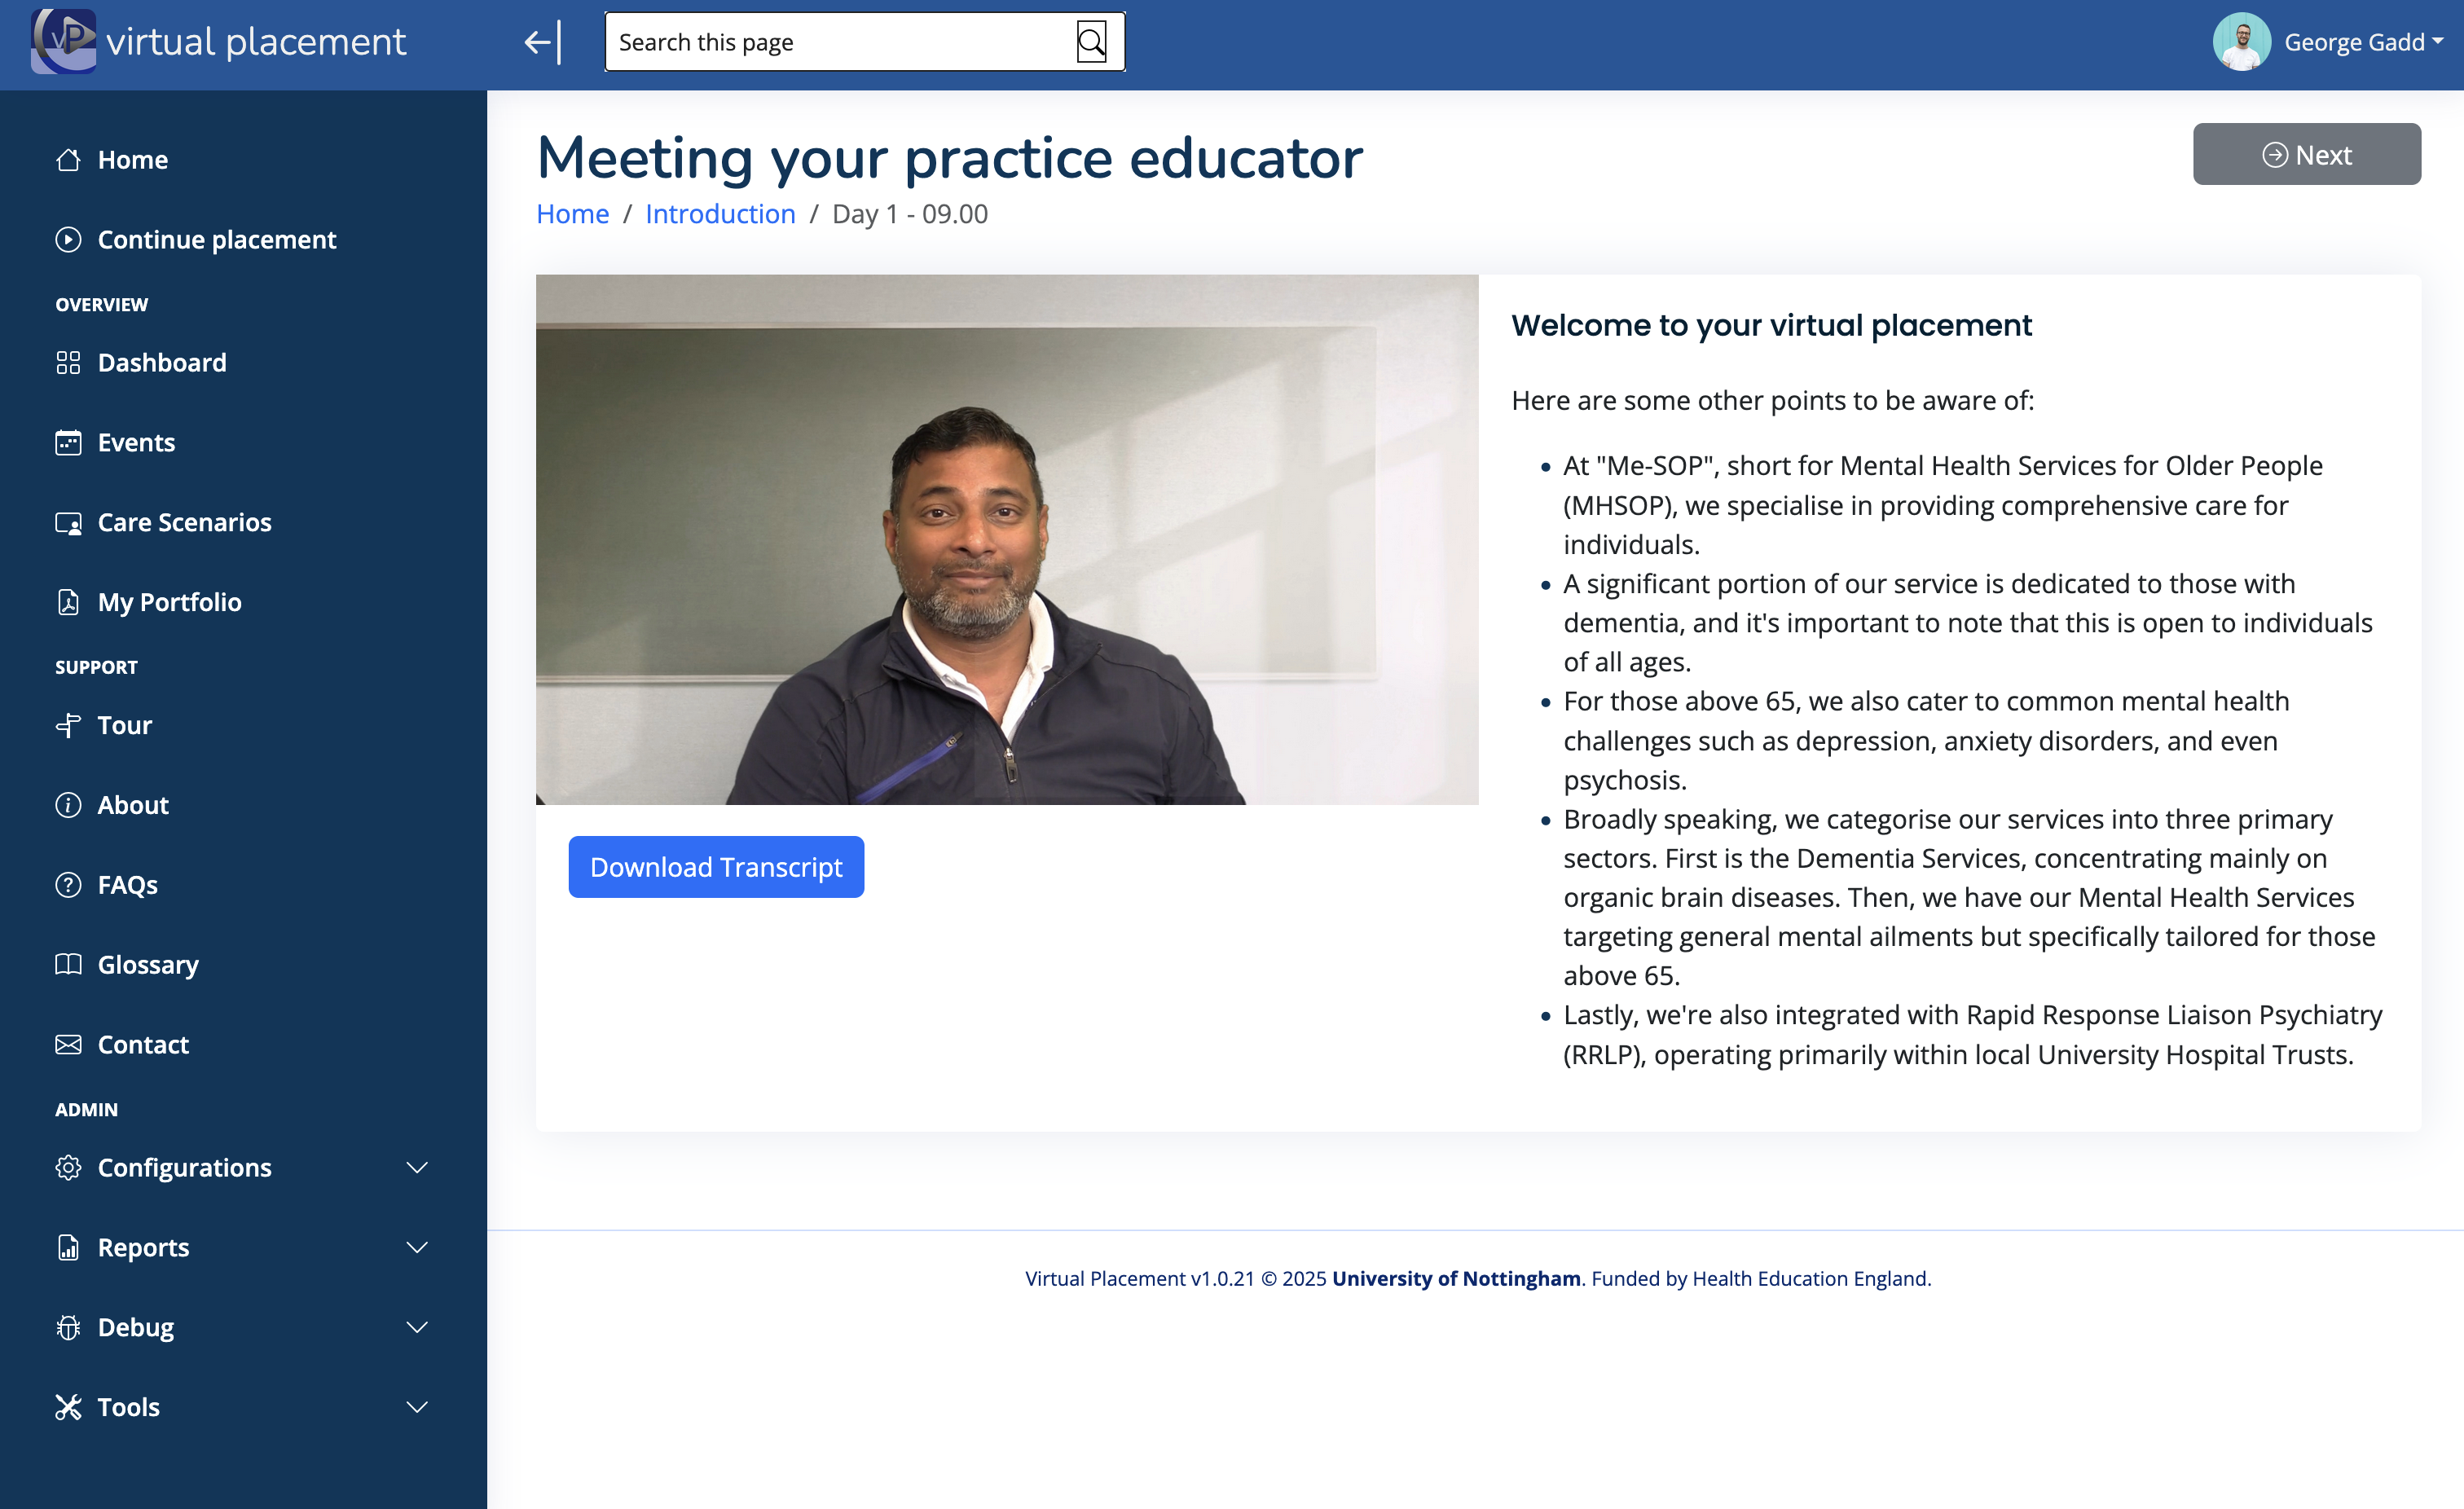 vP virtual placement
Search this page
George Gadd
Home
Continue placement
OVERVIEW
Dashboard
Events
Care Scenarios
My Portfolio
SUPPORT
Tour
About
FAQs
Glossary
Contact
ADMIN
Configurations
Reports
Debug
Tools
Meeting your practice educator
Next
Home / Introduction / Day 1 - 09.00
Download Transcript
Welcome to your virtual placement
Here are some other points to be aware of:
• At "Me-SOP", short for Mental Health Services for Older People
(MHSOP), we specialise in providing comprehensive care for
individuals.
• A significant portion of our service is dedicated to those with
dementia, and it's important to note that this is open to individuals
of all ages.
• For those above 65, we also cater to common mental health
challenges such as depression, anxiety disorders, and even
psychosis.
• Broadly speaking, we categorise our services into three primary
sectors. First is the Dementia Services, concentrating mainly on
organic brain diseases. Then, we have our Mental Health Services
targeting general mental ailments but specifically tailored for those
above 65.
• Lastly, we're also integrated with Rapid Response Liaison Psychiatry
(RRLP), operating primarily within local University Hospital Trusts.
Virtual Placement v1.0.21 © 2025 University of Nottingham. Funded by Health Education England.